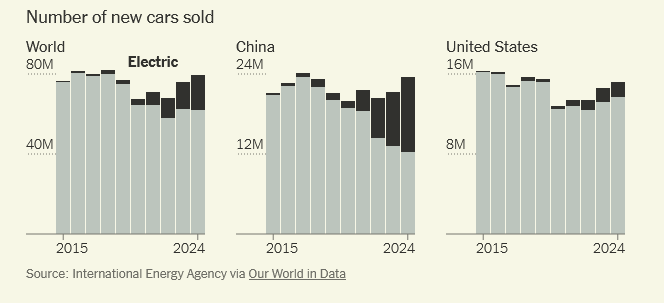 Number of new cars sold
World
80M
Electric
40M
2015
2024
China
24M
12M
2015
2024
United States
16M
8M
2015
2024
Source: International Energy Agency via Our World in Data